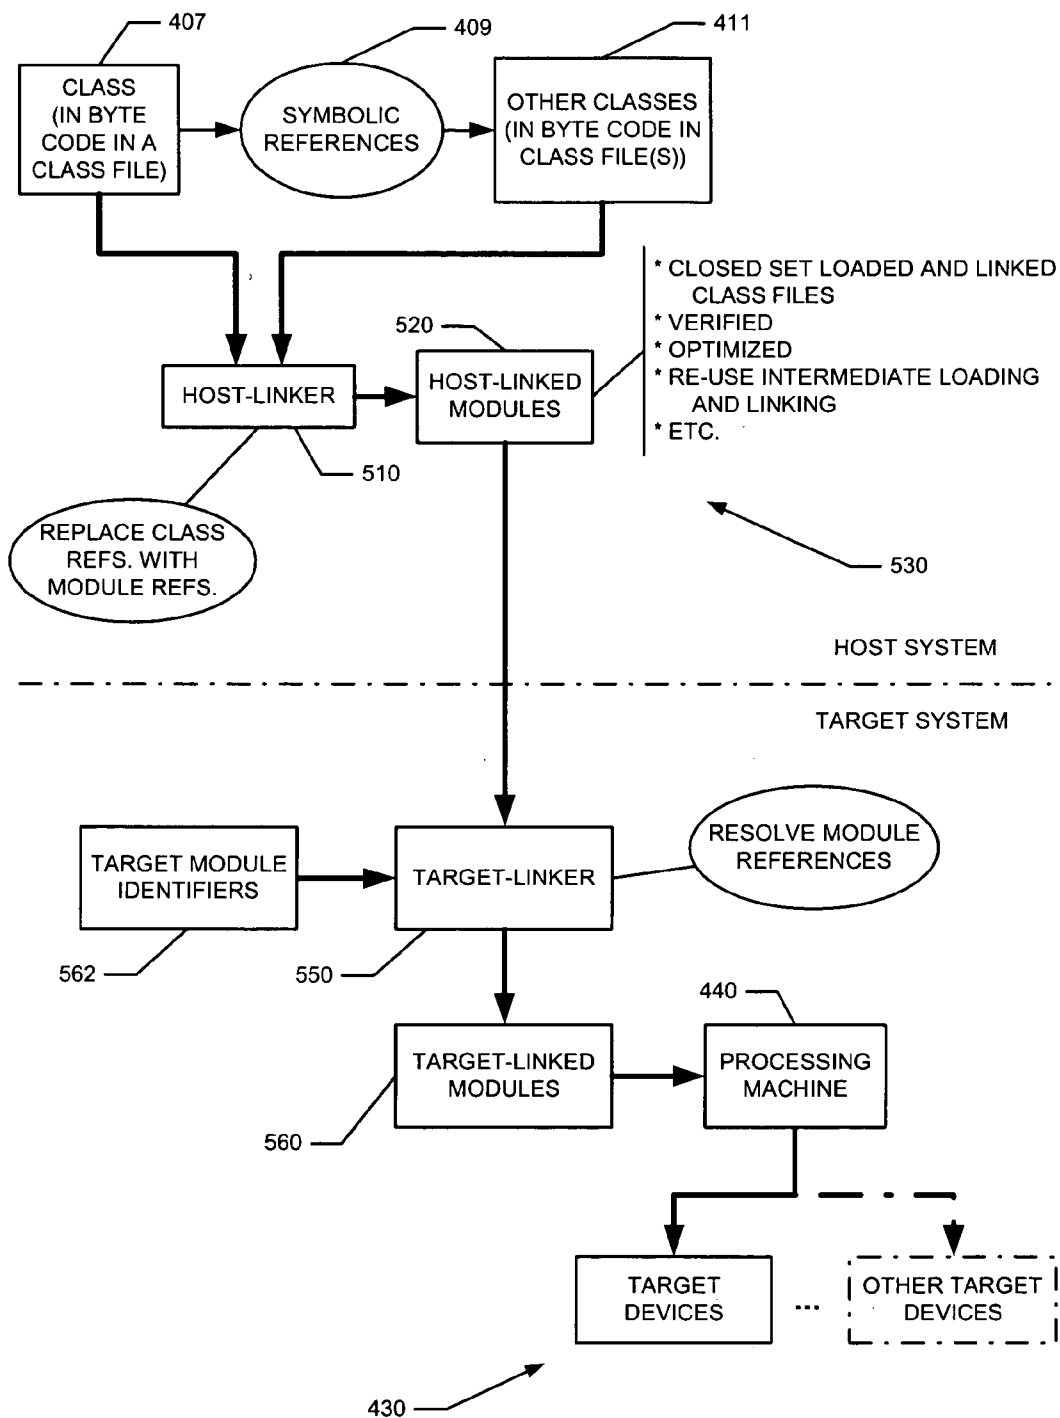 407
409
411
CLASS
(IN BYTE
CODE IN A
CLASS FILE)
SYMBOLIC
REFERENCES
OTHER CLASSES
(IN BYTE CODE IN
CLASS FILE(S))
* CLOSED SET LOADED AND LINKED
CLASS FILES
* VERIFIED
* OPTIMIZED
* RE-USE INTERMEDIATE LOADING
AND LINKING
* ETC.
520
HOST-LINKER
HOST-LINKED
MODULES
510
REPLACE CLASS
REFS. WITH
MODULE REFS.
530
HOST SYSTEM
TARGET SYSTEM
TARGET MODULE
IDENTIFIERS
TARGET-LINKER
RESOLVE MODULE
REFERENCES
562
550
440
TARGET-LINKED
MODULES
PROCESSING
MACHINE
560
TARGET
DEVICES
...
OTHER TARGET
DEVICES
430